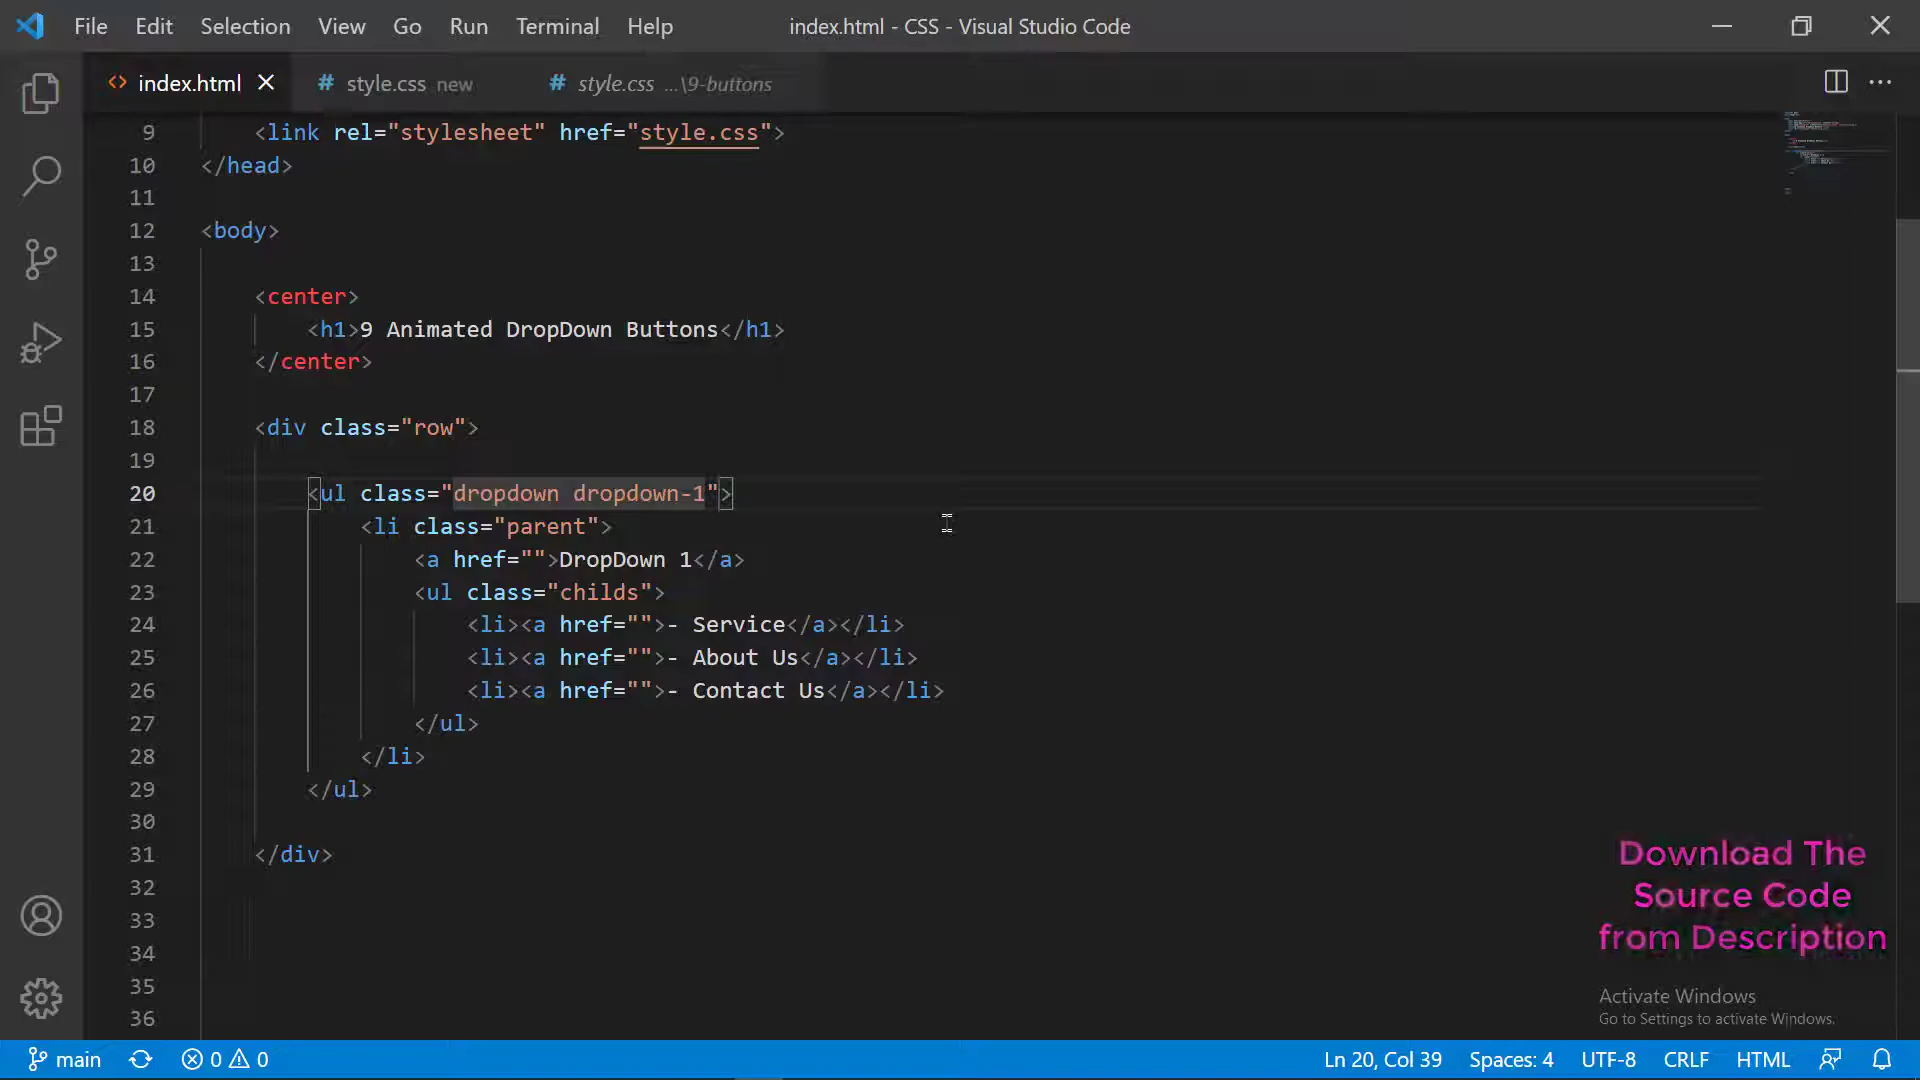 File Edit Selection View Go Run Terminal Help index.html - CSS - Visual Studio Code
index.html style.css new style.css ...\9-buttons
9 <link rel="stylesheet" href="style.css">
10 </head>
11
12 <body>
13
14 <center>
15 <h1>9 Animated DropDown Buttons</h1>
16 </center>
17
18 <div class="row">
19
20 <ul class="dropdown dropdown-1">
21 <li class="parent">
22 <a href="">DropDown 1</a>
23 <ul class="childs">
24 <li><a href="">- Service</a></li>
25 <li><a href="">- About Us</a></li>
26 <li><a href="">- Contact Us</a></li>
27 </ul>
28 </li>
29 </ul>
30
31 </div>
32
33
34
35
36
Download The
Source Code
from Description
Activate Windows
Go to Settings to activate Windows.
main 0 0 Ln 20, Col 39 Spaces: 4 UTF-8 CRLF HTML